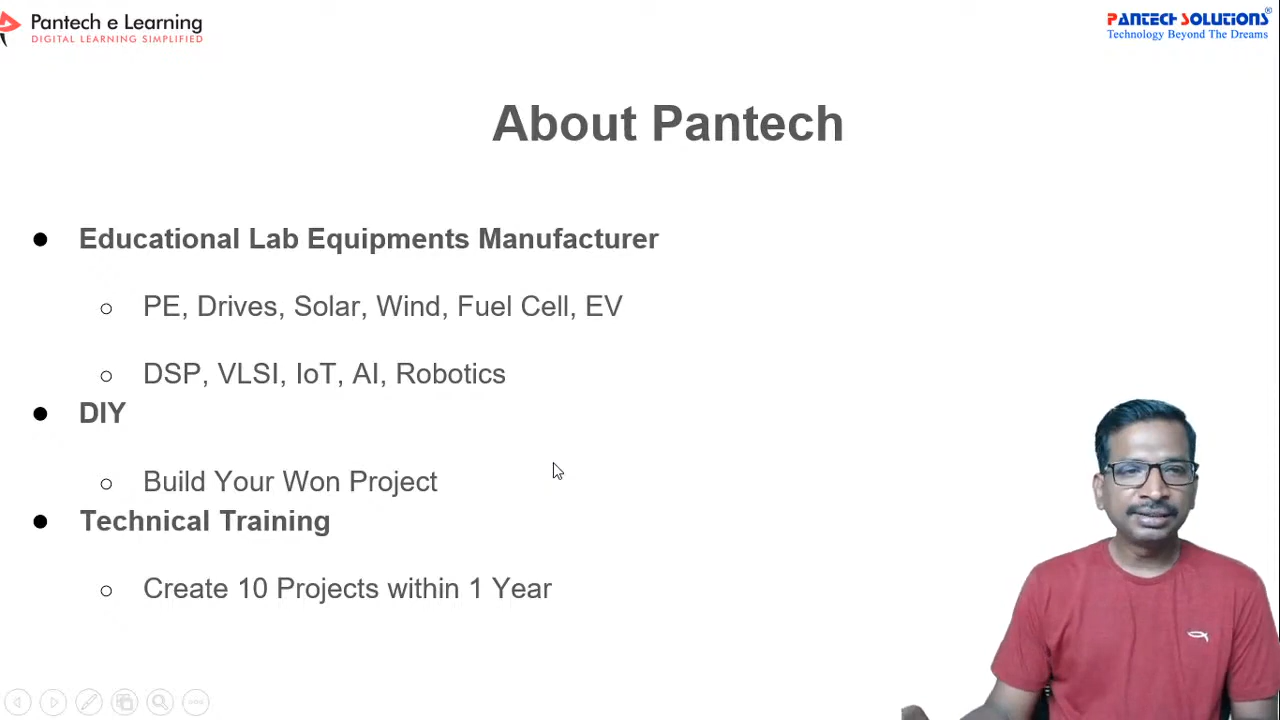 Pantech e Learning
DIGITAL LEARNING SIMPLIFIED
PANTECH SOLUTIONS®
Technology Beyond The Dreams
About Pantech
● Educational Lab Equipments Manufacturer
○ PE, Drives, Solar, Wind, Fuel Cell, EV
○ DSP, VLSI, IoT, AI, Robotics
● DIY
○ Build Your Won Project
● Technical Training
○ Create 10 Projects within 1 Year